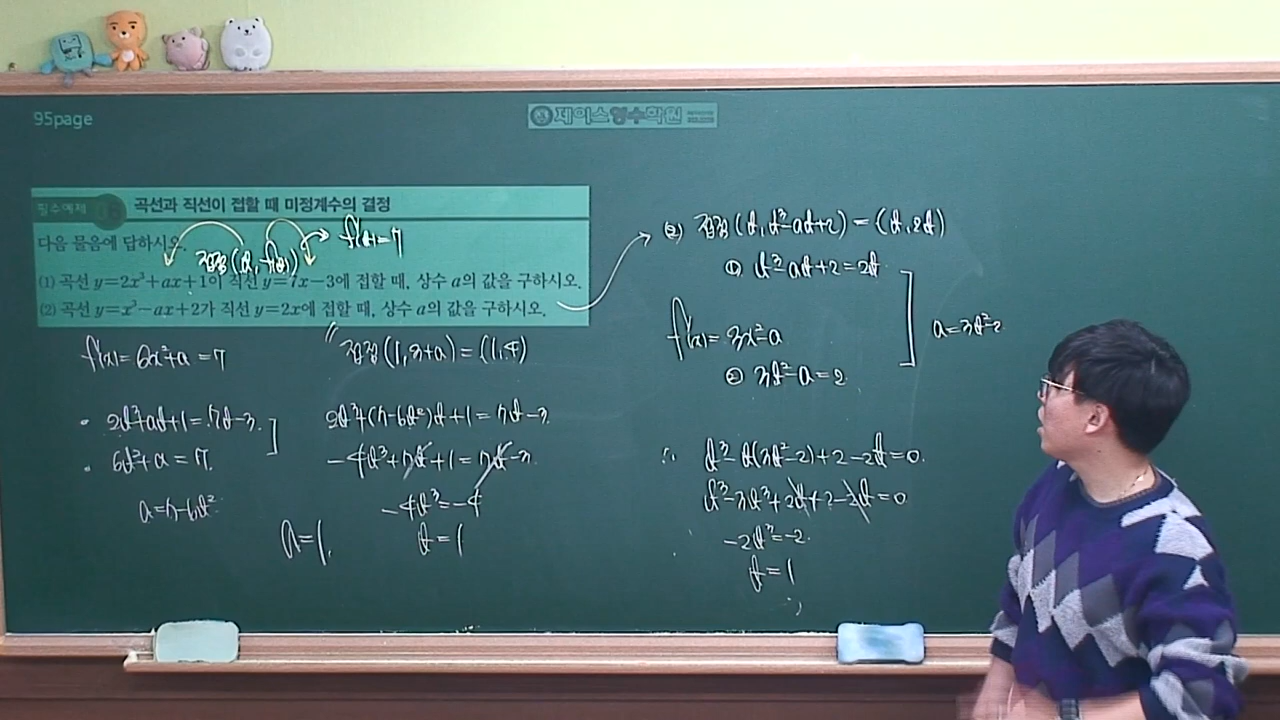 95page
제이스영수학원
필수예제 06 곡선과 직선이 접할 때 미정계수의 결정
다음 물음에 답하시오.
접점(t, f(t))
f'(t)=7
(1) 곡선 y=2x³+ax+1이 직선 y=7x-3에 접할 때, 상수 a의 값을 구하시오.
(2) 곡선 y=x³-ax+2가 직선 y=2x에 접할 때, 상수 a의 값을 구하시오.
f'(x)=6x²+a=7
2t³+at+1=7t-3
6t²+a=7
a=7-6t²
접점(1, 3+a)=(1,4)
2t³+(7-6t²)t+1=7t-3
-4t³+7t+1=7t-3
-4t³=-4
t=1
a=1
(2) 접점(t, t³-at+2)=(t, 2t)
① t³-at+2=2t
f'(x)=3x²-a
② 3t²-a=2
a=3t²-2
∴ t³-t(3t²-2)+2-2t=0
t³-3t³+2t+2-2t=0
-2t³=-2
t=1